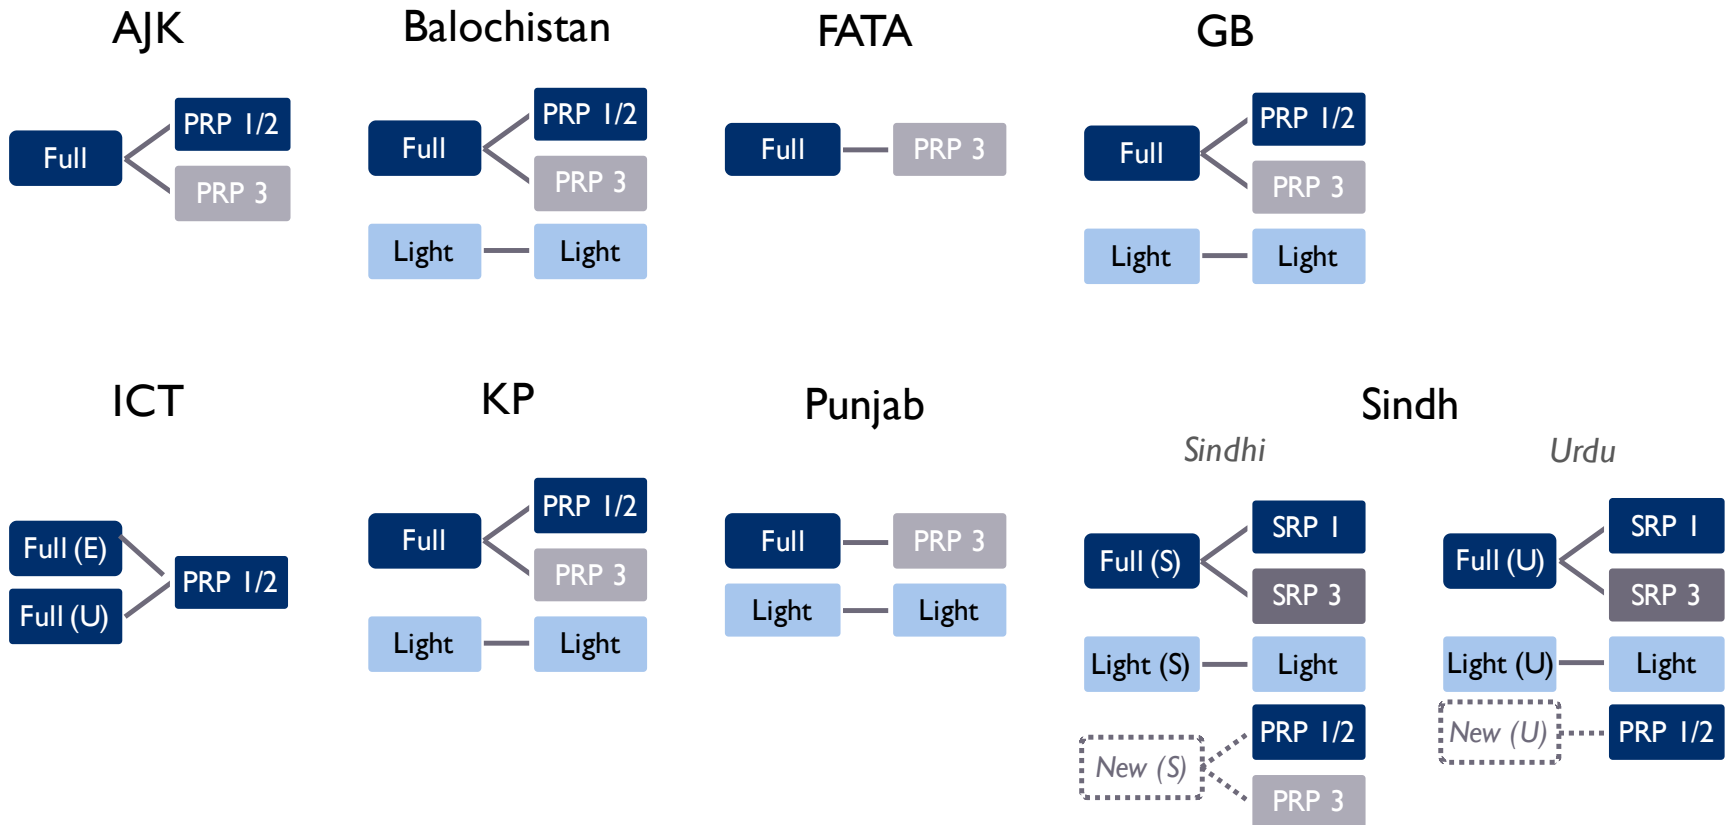 AJK
Full
PRP 1/2
PRP 3
Balochistan
Full
PRP 1/2
PRP 3
Light
Light
FATA
Full
PRP 3
GB
Full
PRP 1/2
PRP 3
Light
Light
ICT
Full (E)
Full (U)
PRP 1/2
KP
Full
PRP 1/2
PRP 3
Light
Light
Punjab
Full
PRP 3
Light
Light
Sindh
Sindhi
Full (S)
SRP 1
SRP 3
Light (S)
Light
New (S)
PRP 1/2
PRP 3
Urdu
Full (U)
SRP 1
SRP 3
Light (U)
Light
New (U)
PRP 1/2